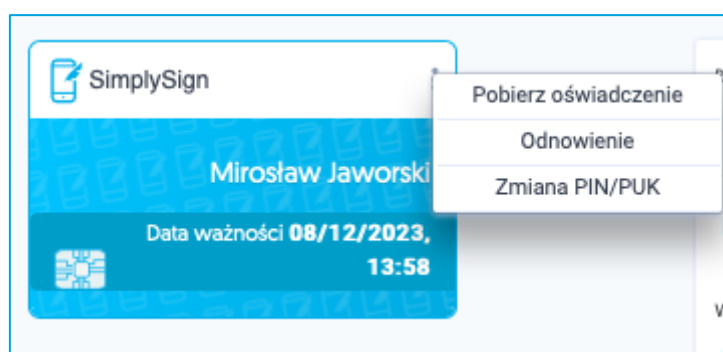 SimplySign
Pobierz oświadczenie
Odnowienie
Zmiana PIN/PUK
Mirosław Jaworski
Data ważności 08/12/2023,
13:58